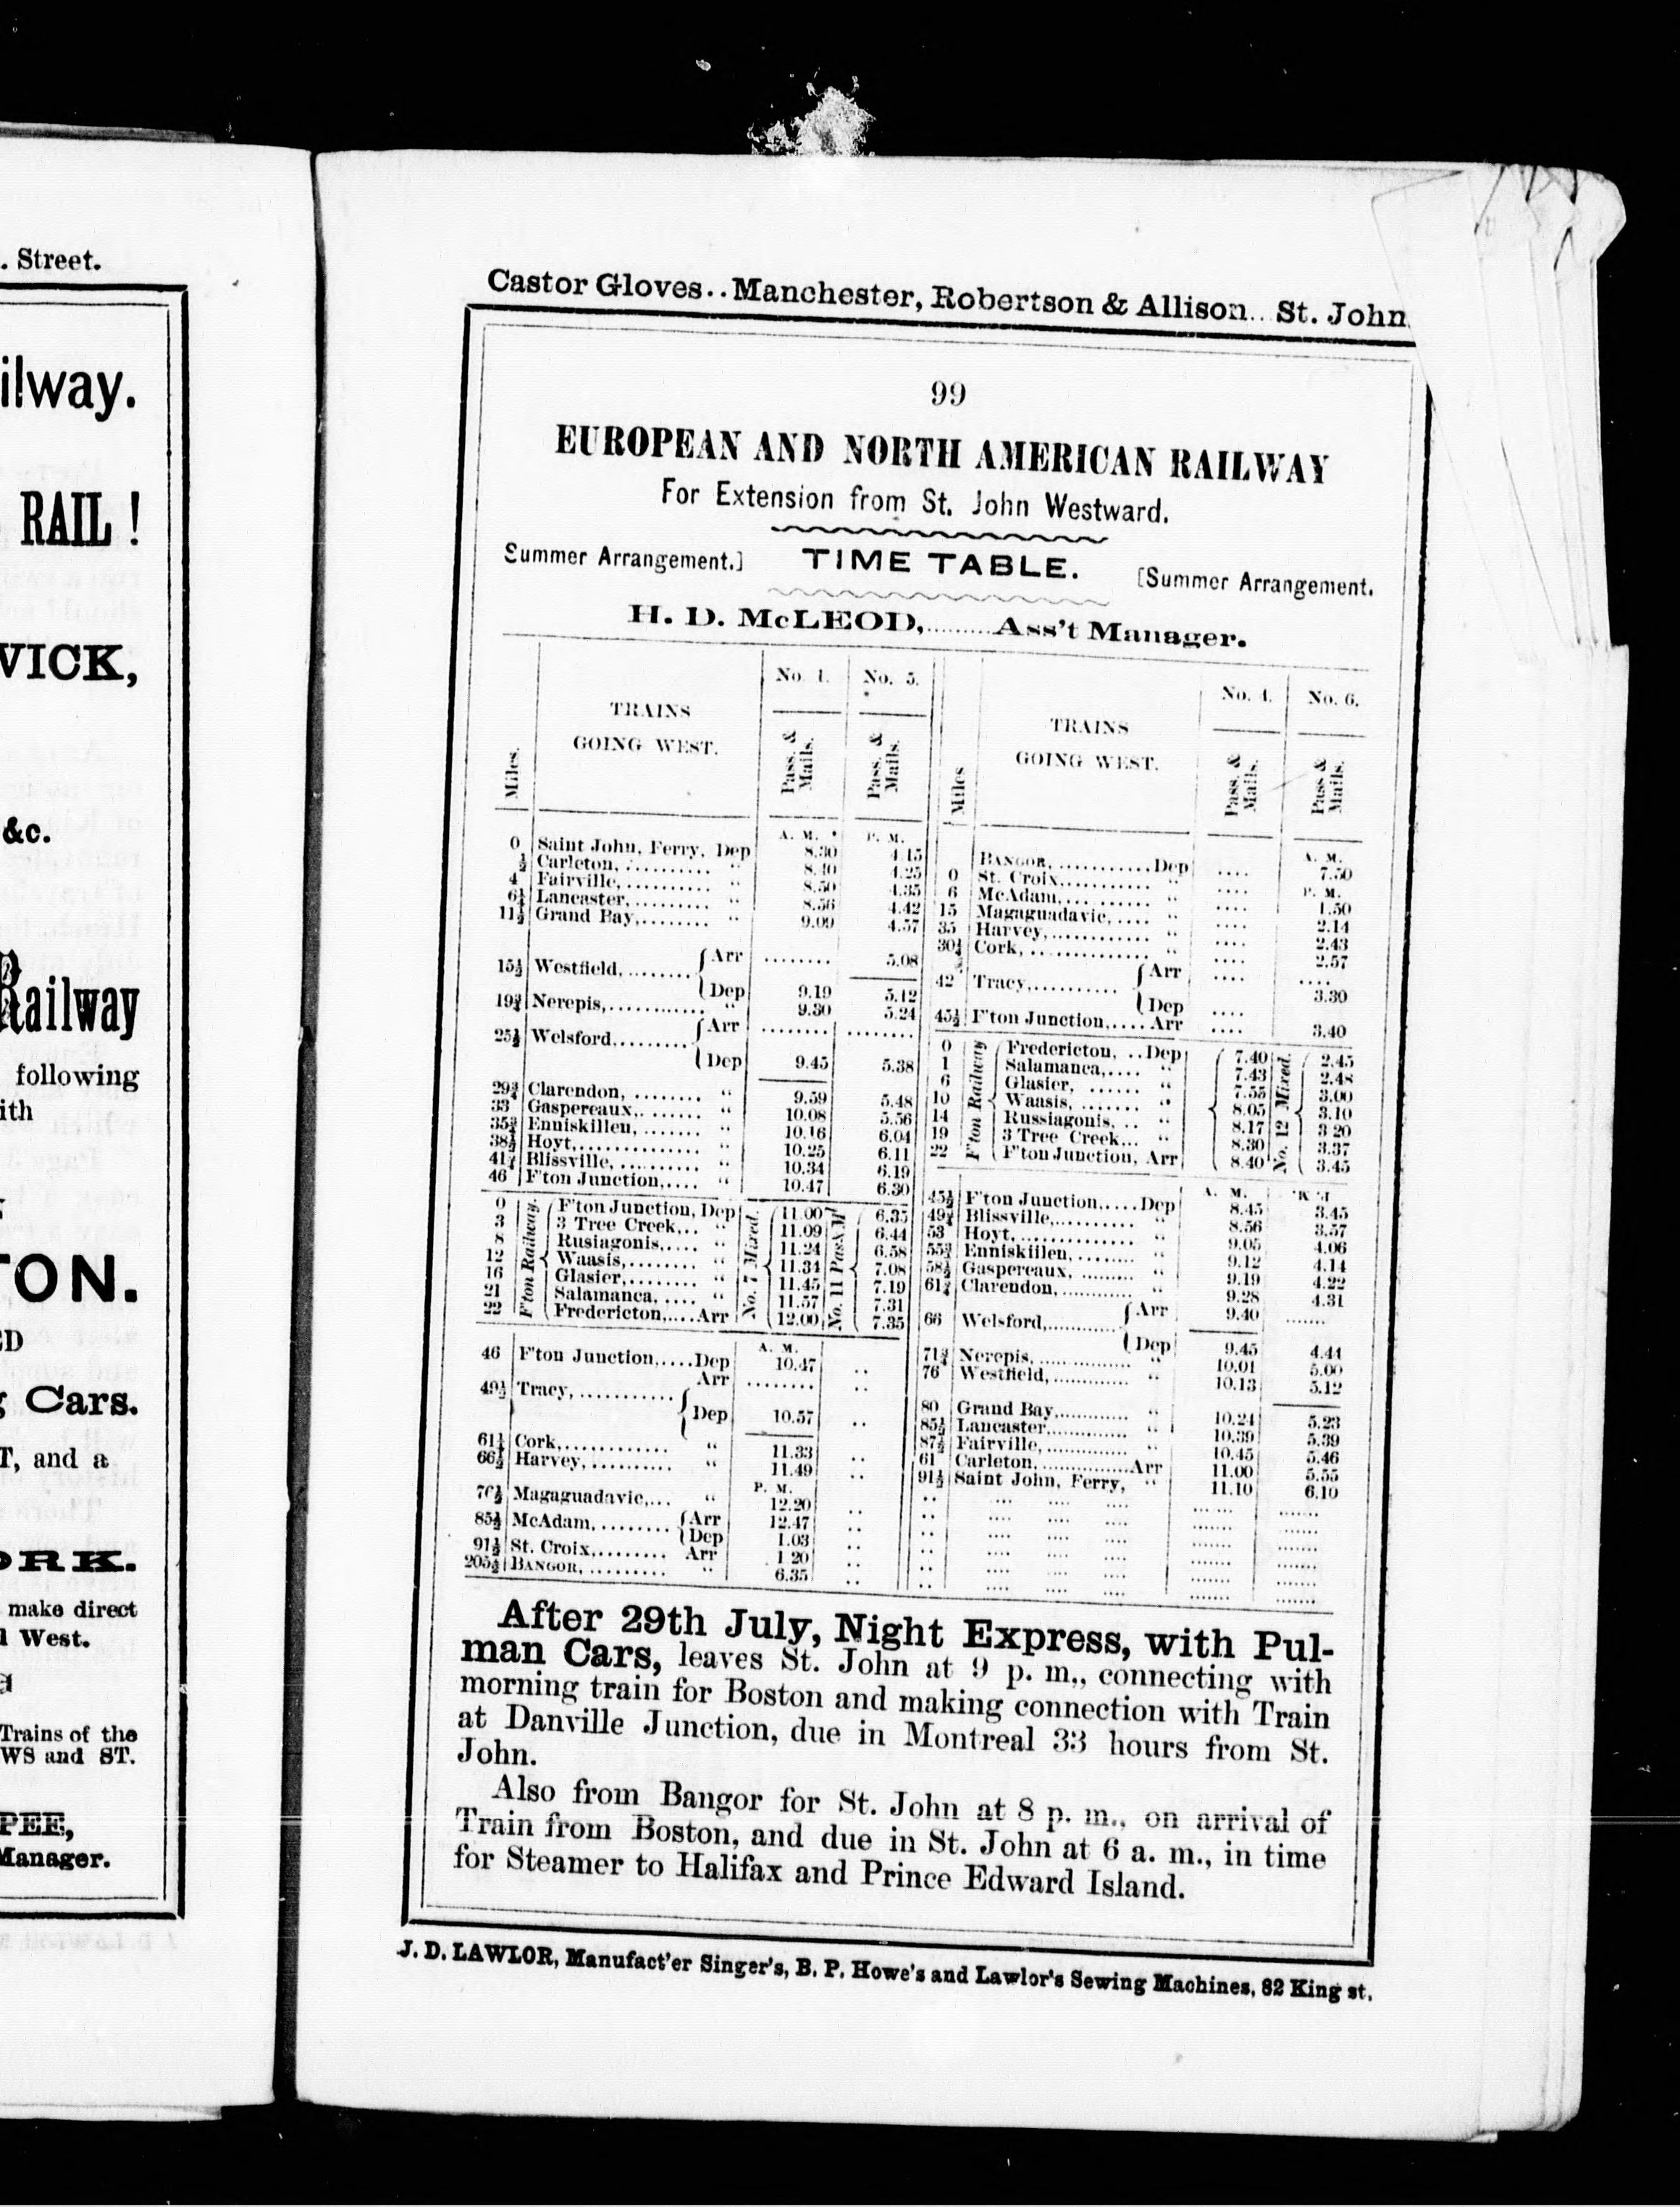 . Street.
ilway.
RAIL !
VICK,
&c.
Railway
following
ith
TON.
ED
g Cars.
T, and a
ORK.
make direct
d West.
Trains of the
WS and ST.
PEE,
Manager.
Castor Gloves..Manchester, Robertson & Allison..St. John.
99
EUROPEAN AND NORTH AMERICAN RAILWAY
For Extension from St. John Westward.
Summer Arrangement.] TIME TABLE. [Summer Arrangement.
H. D. McLEOD,.........Ass't Manager.
Miles. TRAINS GOING WEST. No. 1. Pass. & Mails. No. 5. Pass. & Mails.
A. M. P. M.
0 Saint John, Ferry, Dep 8.30 4.15
½ Carleton, .......... " 8.40 4.25
4 Fairville, .......... " 8.50 4.35
6¼ Lancaster, .......... " 8.56 4.42
11½ Grand Bay, ........ " 9.09 4.57
15½ Westfield, ........ { Arr ........ 5.08
{ Dep 9.19 5.12
19¾ Nerepis, ............ " 9.30 5.24
25½ Welsford......... { Arr ........ ........
{ Dep 9.45 5.38
29¾ Clarendon, ........ " 9.59 5.48
33 Gaspereaux, ....... " 10.08 5.56
35¾ Enniskillen, ....... " 10.16 6.04
38½ Hoyt, .............. " 10.25 6.11
41¾ Blissville, .......... " 10.34 6.19
46 F'ton Junction, .... " 10.47 6.30
F'ton Railway. No. 7 Mixed. No. 11 Pas&M
0 F'ton Junction, Dep 11.00 6.35
3 3 Tree Creek... " 11.09 6.44
8 Rusiagonis, .... " 11.24 6.58
12 Waasis, ........ " 11.34 7.08
16 Glasier, ........ " 11.45 7.19
21 Salamanca, .... " 11.57 7.31
22 Fredericton, ....Arr 12.00 7.35
A. M.
46 F'ton Junction, ....Dep 10.47 ..
49½ Tracy, ........... { Arr ........ ..
{ Dep 10.57 ..
61¼ Cork, ............ " 11.33 ..
66½ Harvey, .......... " 11.49 ..
P. M.
76½ Magaguadavic, ... " 12.20 ..
85½ McAdam, ........ { Arr 12.47 ..
{ Dep 1.03 ..
91½ St. Croix, ........ Arr 1 20 ..
205½ BANGOR, ......... " 6.35 ..
Miles TRAINS GOING WEST. No. 4. Pass. & Mails. No. 6. Pass & Mails.
A. M.
BANGOR, ...........Dep .... 7.50
P. M.
0 St. Croix, .......... " .... 1.50
6 McAdam, .......... " .... 2.14
15 Magaguadavic, .... " .... 2.43
35 Harvey, ............ " .... 2.57
30¼ Cork, .............. " .... ....
42 Tracy, .......... { Arr .... 3.30
{ Dep ....
45½ F'ton Junction, .... Arr .... 3.40
F'ton Railway No. 12 Mixed.
0 Fredericton, ..Dep 7.40 2.45
1 Salamanca, .... " 7.43 2.48
6 Glasier, ...... " 7.55 3.00
10 Waasis, ........ " 8.05 3.10
14 Russiagonis, .. " 8.17 3 20
19 3 Tree Creek... " 8.30 3.37
22 F'ton Junction, Arr 8.40 3.45
A. M.
45½ F'ton Junction, ....Dep 8.45 3.45
49½ Blissville, .......... " 8.56 3.57
53 Hoyt, .............. " 9.05 4.06
55¾ Enniskillen, ........ " 9.12 4.14
58½ Gaspereaux, ........ " 9.19 4.22
61¾ Clarendon, ........... " 9.28 4.31
66 Welsford, ........... { Arr 9.40 .......
{ Dep 9.45 4.44
71¾ Nerepis, ............... " 10.01 5.00
76 Westfield, ............ " 10.13 5.12
80 Grand Bay, ............ " 10.24 5.23
85½ Lancaster, ............ " 10.39 5.39
87½ Fairville, ............. " 10.45 5.46
61 Carleton, ...............Arr 11.00 5.55
91½ Saint John, Ferry, " 11.10 6.10
After 29th July, Night Express, with Pul-
man Cars, leaves St. John at 9 p. m., connecting with
morning train for Boston and making connection with Train
at Danville Junction, due in Montreal 33 hours from St.
John.
Also from Bangor for St. John at 8 p. m., on arrival of
Train from Boston, and due in St. John at 6 a. m., in time
for Steamer to Halifax and Prince Edward Island.
J. D. LAWLOR, Manufact'er Singer's, B. P. Howe's and Lawlor's Sewing Machines, 82 King st.